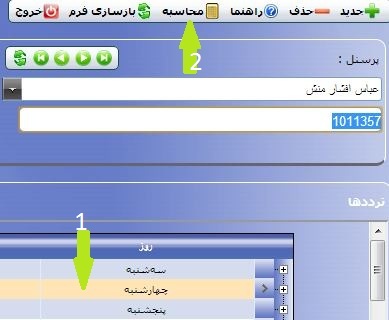 جدید حذف راهنما محاسبه بازسازی فرم خروج
2
پرسنل :
عباس افشار منش
1011357
ترددها
1
روز
سه‌شنبه
چهارشنبه
پنجشنبه